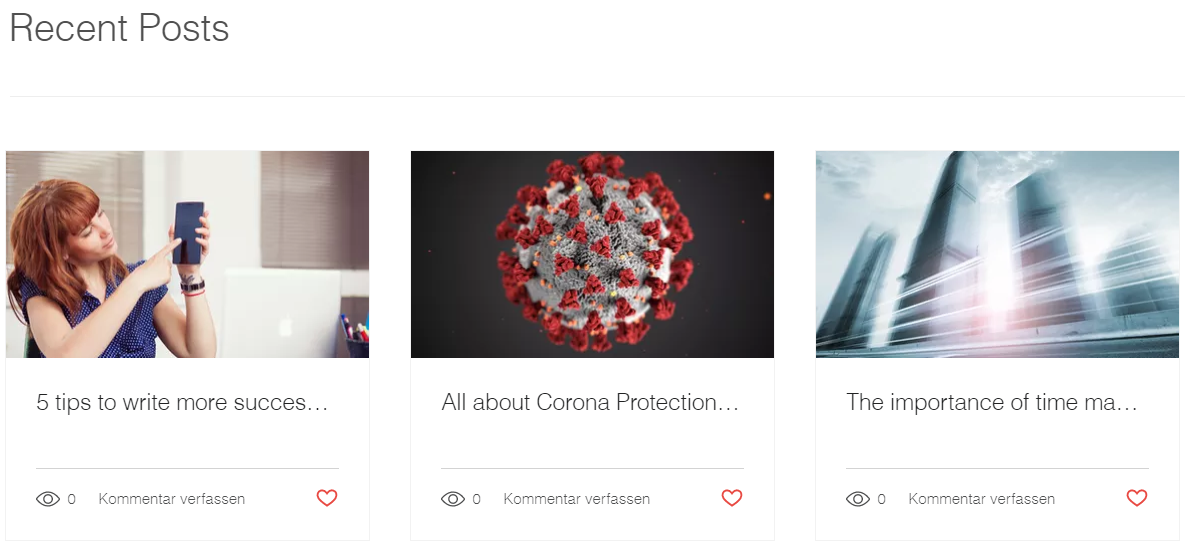 Recent Posts
5 tips to write more succes…
All about Corona Protection…
The importance of time ma…
0 Kommentar verfassen
0 Kommentar verfassen
0 Kommentar verfassen